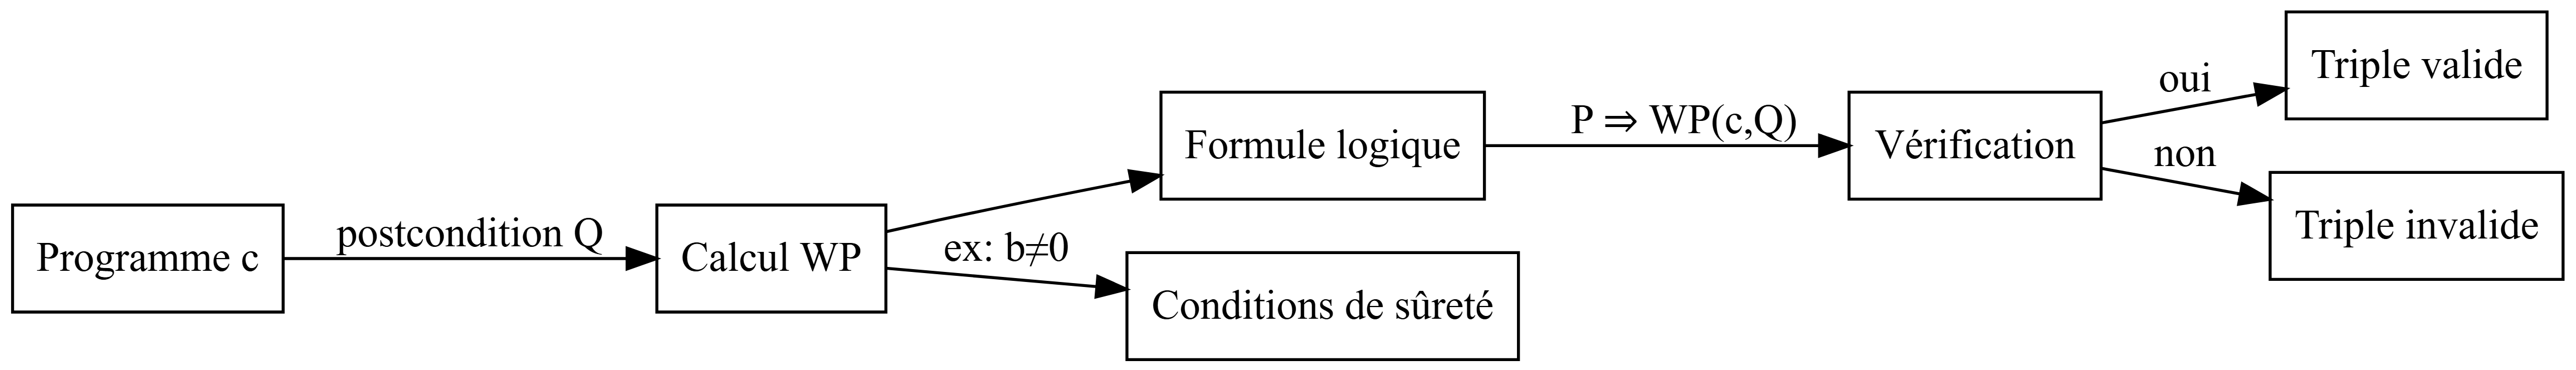 Programme c
postcondition Q
Calcul WP
ex: b≠0
Formule logique
Conditions de sûreté
P ⇒ WP(c,Q)
Vérification
oui
non
Triple valide
Triple invalide